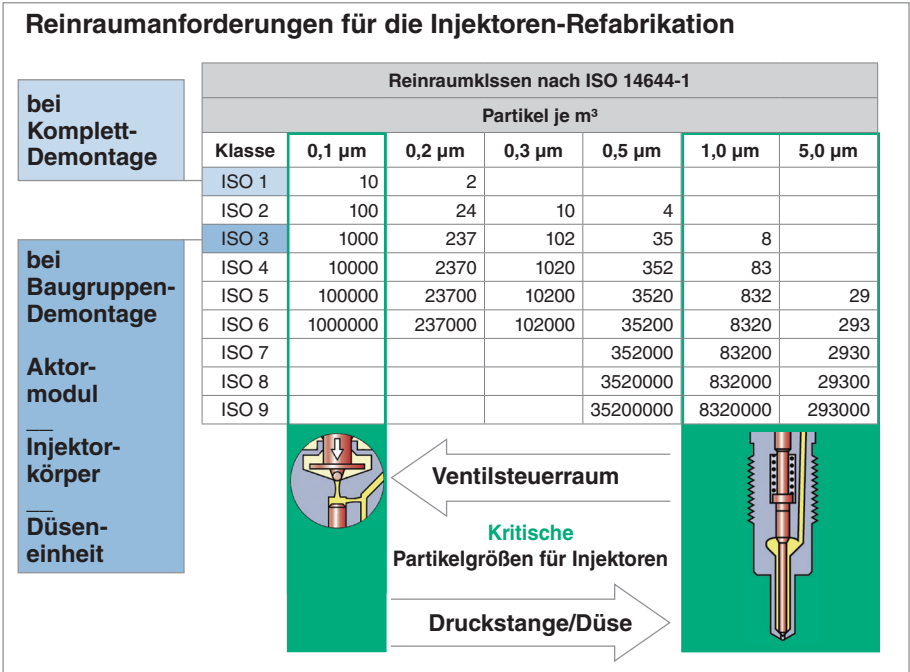 Reinraumanforderungen für die Injektoren-Refabrikation
bei
Komplett-
Demontage
bei
Baugruppen-
Demontage
Aktor-
modul
__
Injektor-
körper
__
Düsen-
einheit
Reinraumklssen nach ISO 14644-1
Partikel je m³
Klasse 0,1 µm 0,2 µm 0,3 µm 0,5 µm 1,0 µm 5,0 µm
ISO 1 10 2
ISO 2 100 24 10 4
ISO 3 1000 237 102 35 8
ISO 4 10000 2370 1020 352 83
ISO 5 100000 23700 10200 3520 832 29
ISO 6 1000000 237000 102000 35200 8320 293
ISO 7 352000 83200 2930
ISO 8 3520000 832000 29300
ISO 9 35200000 8320000 293000
Ventilsteuerraum
Kritische
Partikelgrößen für Injektoren
Druckstange/Düse